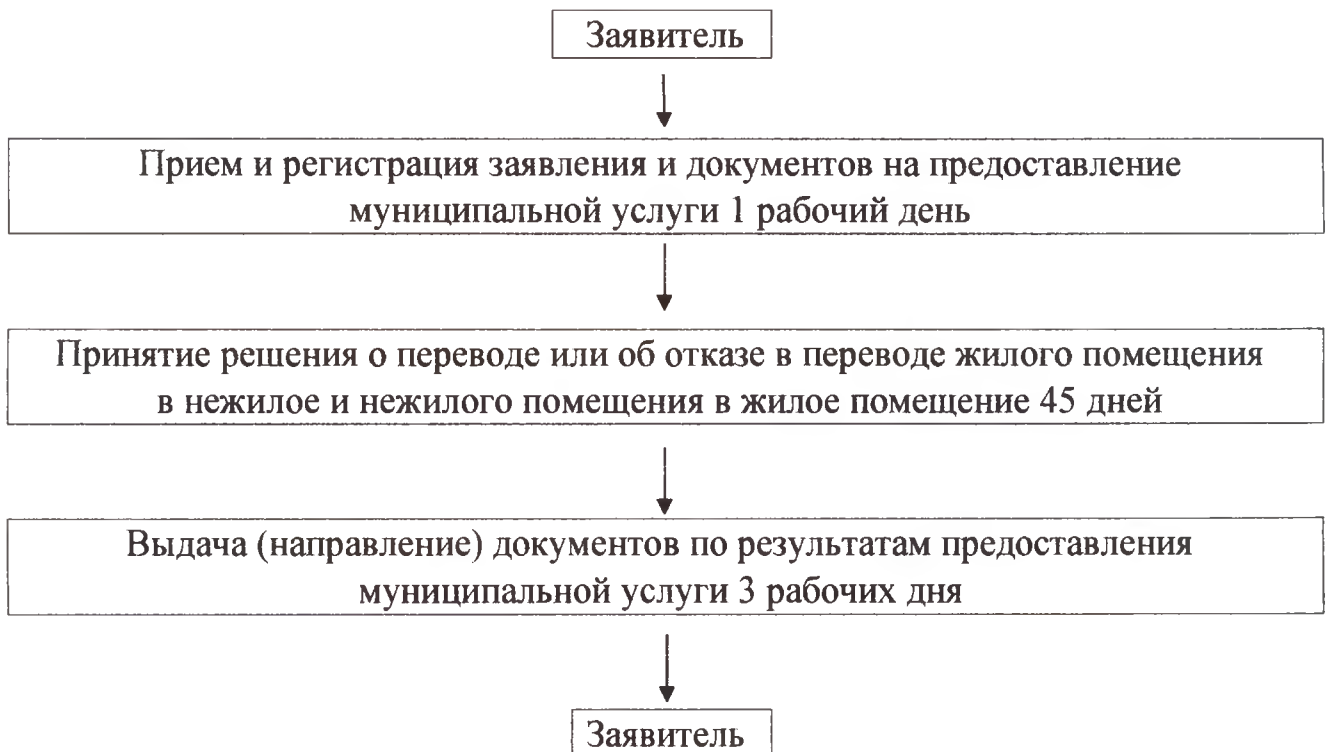 Заявитель
Прием и регистрация заявления и документов на предоставление
муниципальной услуги 1 рабочий день
Принятие решения о переводе или об отказе в переводе жилого помещения
в нежилое и нежилого помещения в жилое помещение 45 дней
Выдача (направление) документов по результатам предоставления
муниципальной услуги 3 рабочих дня
Заявитель